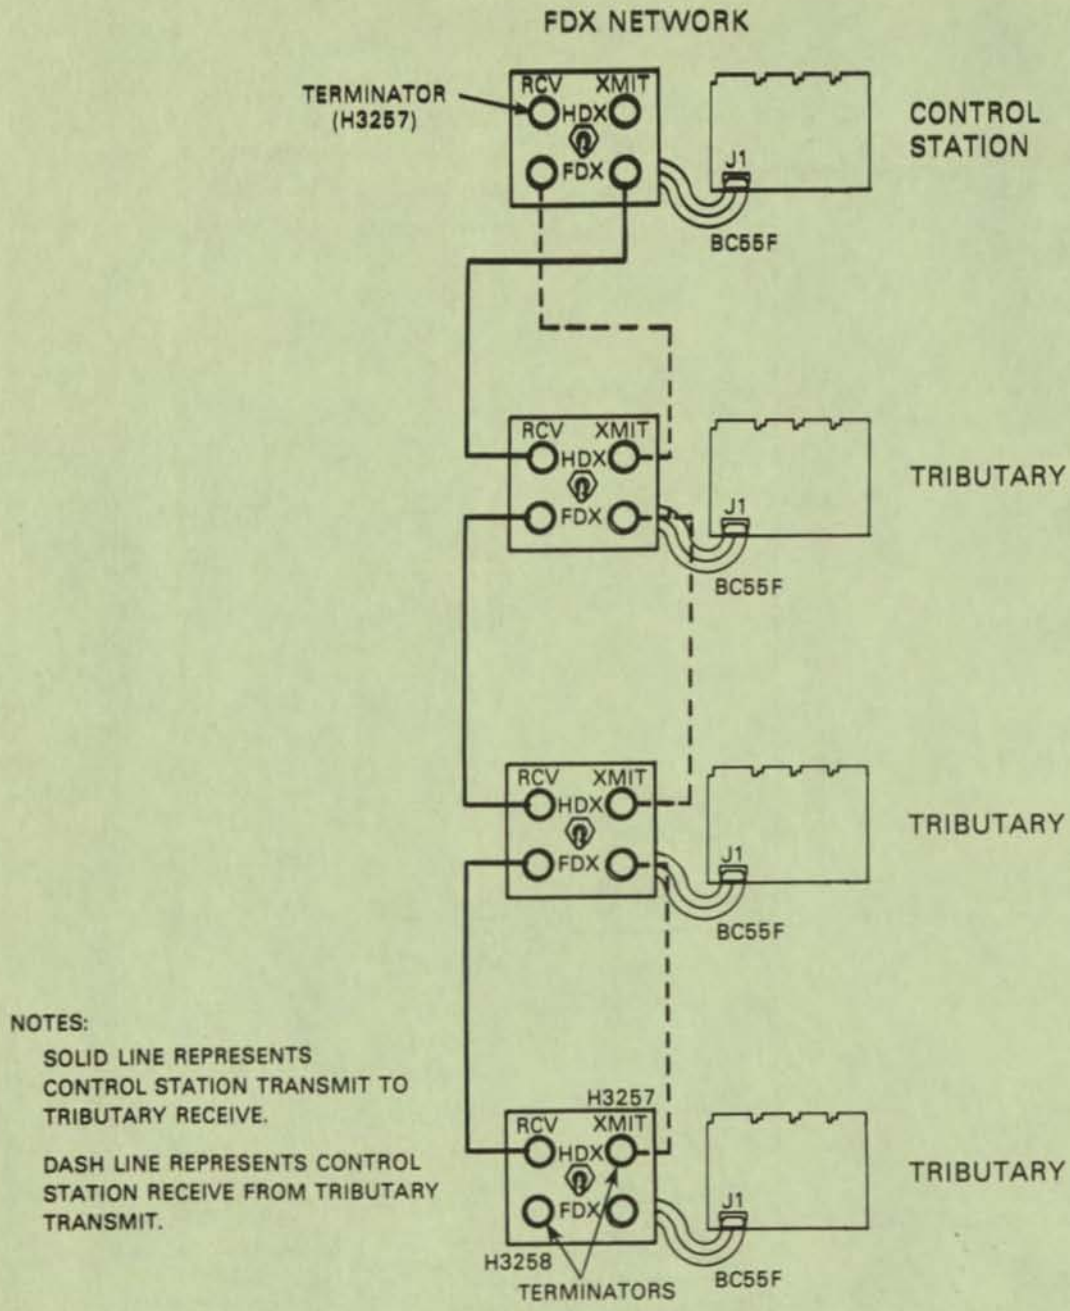 FDX NETWORK
TERMINATOR
(H3257)
RCV XMIT
HDX
FDX
J1
BC55F
CONTROL
STATION
RCV XMIT
HDX
FDX
J1
BC55F
TRIBUTARY
RCV XMIT
HDX
FDX
J1
BC55F
TRIBUTARY
NOTES:
SOLID LINE REPRESENTS
CONTROL STATION TRANSMIT TO
TRIBUTARY RECEIVE.
DASH LINE REPRESENTS CONTROL
STATION RECEIVE FROM TRIBUTARY
TRANSMIT.
H3257
RCV XMIT
HDX
FDX
J1
H3258
TERMINATORS
BC55F
TRIBUTARY